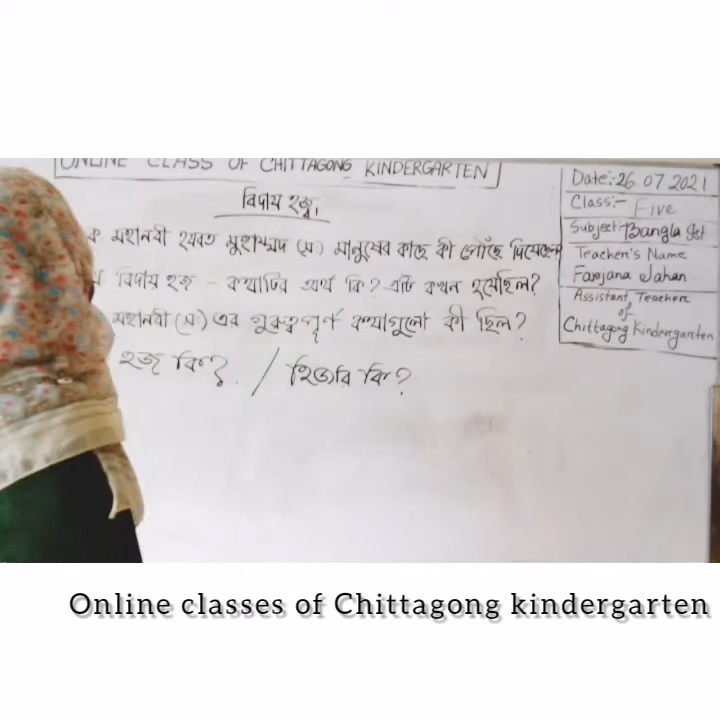 ONLINE CLASS OF CHITTAGONG KINDERGARTEN
বিদায় হজ্ব।
ক মহানবী হযরত মুহাম্মদ (স) মানুষের কাছে কী পৌঁছে দিয়েছেন
বিদায় হজ - কথাটির অর্থ কি? এটি কখন হয়েছিল?
মহানবী (স) এর গুরুত্বপূর্ণ কথাগুলো কী ছিল?
হজ কি? / হিজরি কি?
Date:- 26.07.2021
Class:- Five
Subject:- Bangla 1st
Teacher's Name
Farjana Jahan
Assistant Teacher
of
Chittagong Kindergarten
Online classes of Chittagong kindergarten